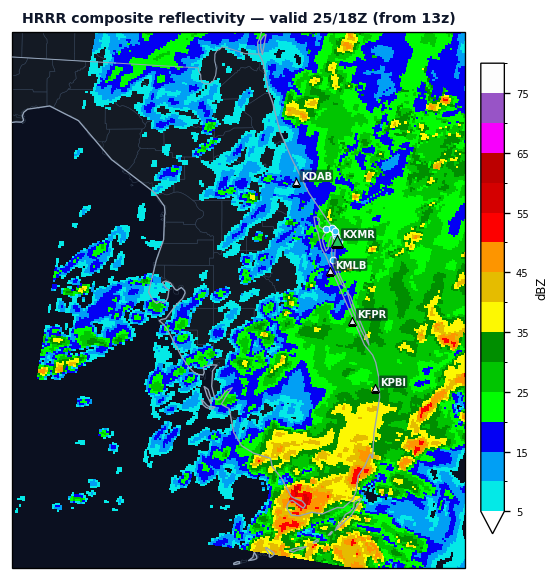 HRRR composite reflectivity — valid 25/18Z (from 13z)
KDAB
KXMR
KMLB
KFPR
KPBI
75
65
55
45
35
25
15
5
dBZ